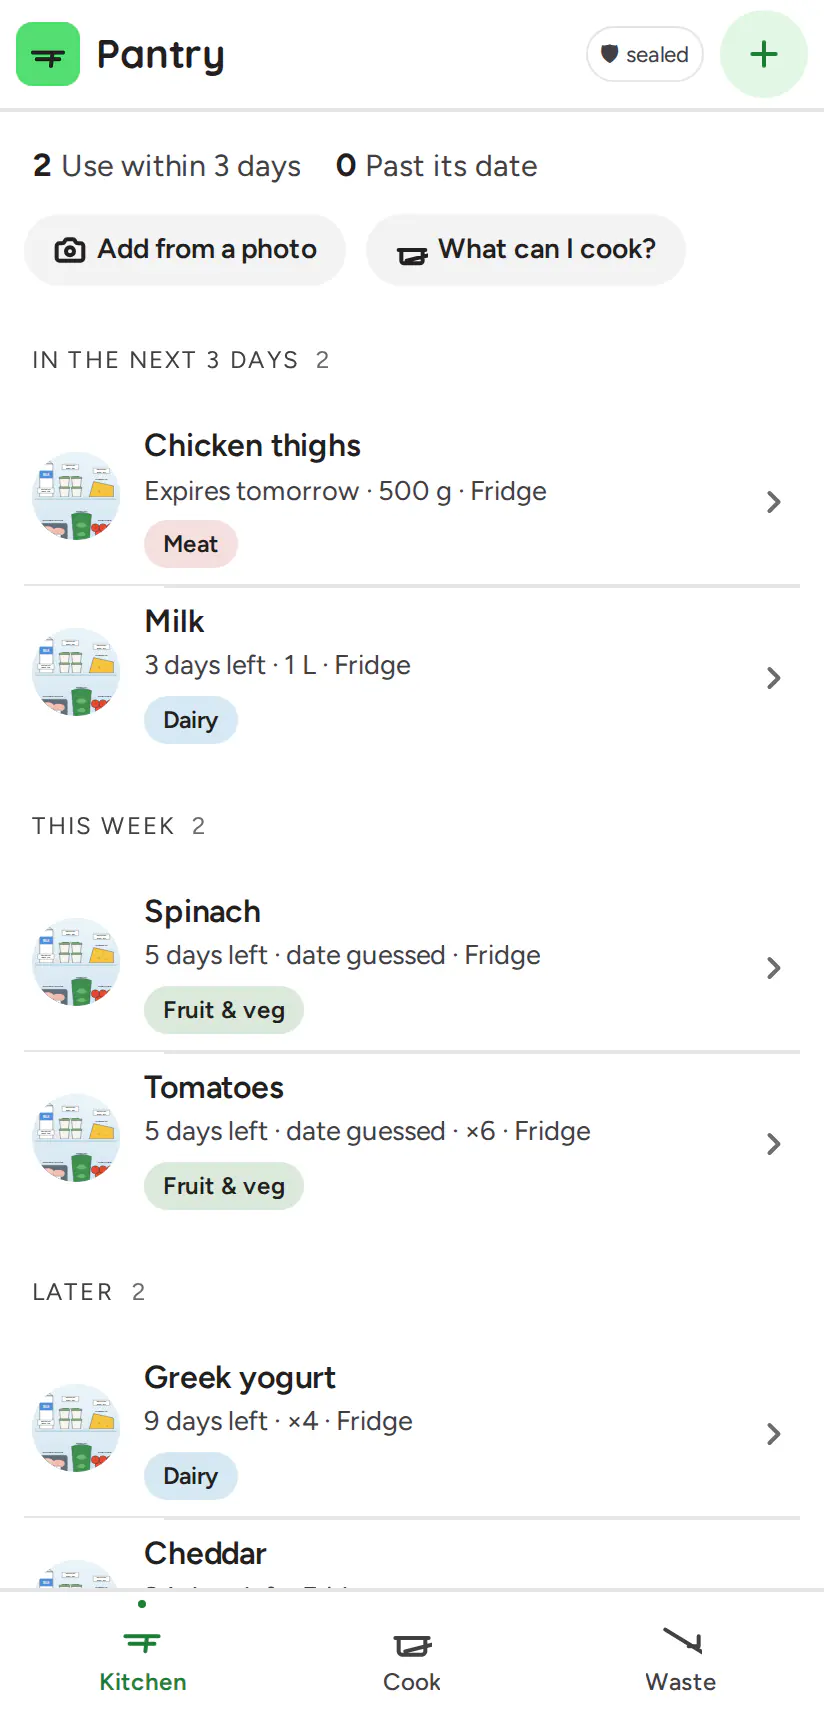 Pantry
sealed
2 Use within 3 days 0 Past its date
Add from a photo
What can I cook?
IN THE NEXT 3 DAYS 2
Chicken thighs
Expires tomorrow · 500 g · Fridge
Meat
Milk
3 days left · 1 L · Fridge
Dairy
THIS WEEK 2
Spinach
5 days left · date guessed · Fridge
Fruit & veg
Tomatoes
5 days left · date guessed · ×6 · Fridge
Fruit & veg
LATER 2
Greek yogurt
9 days left · ×4 · Fridge
Dairy
Cheddar
Kitchen
Cook
Waste